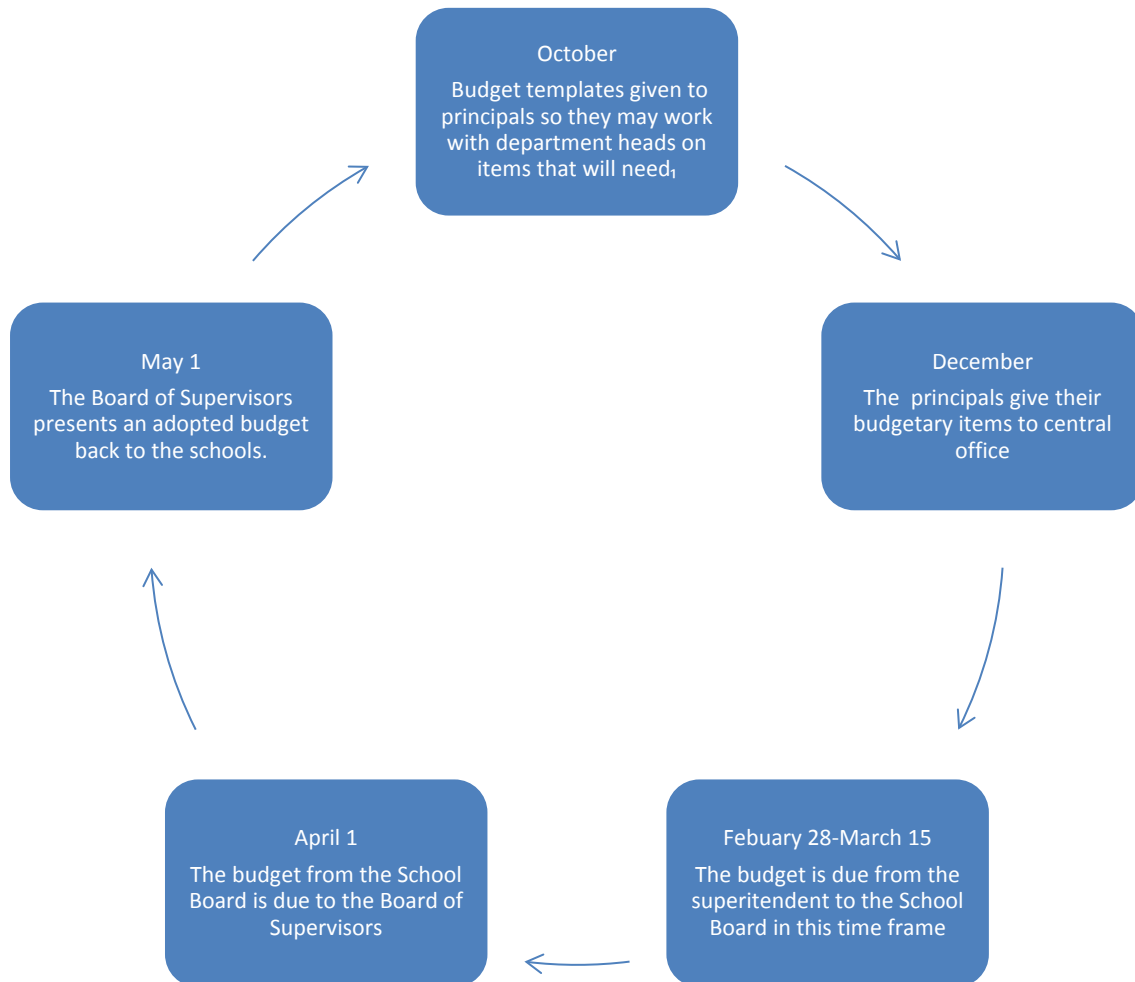 October
Budget templates given to
principals so they may work
with department heads on
items that will need₁
December
The  principals give their
budgetary items to central
office
Febuary 28-March 15
The budget is due from the
superitendent to the School
Board in this time frame
April 1
The budget from the School
Board is due to the Board of
Supervisors
May 1
The Board of Supervisors
presents an adopted budget
back to the schools.